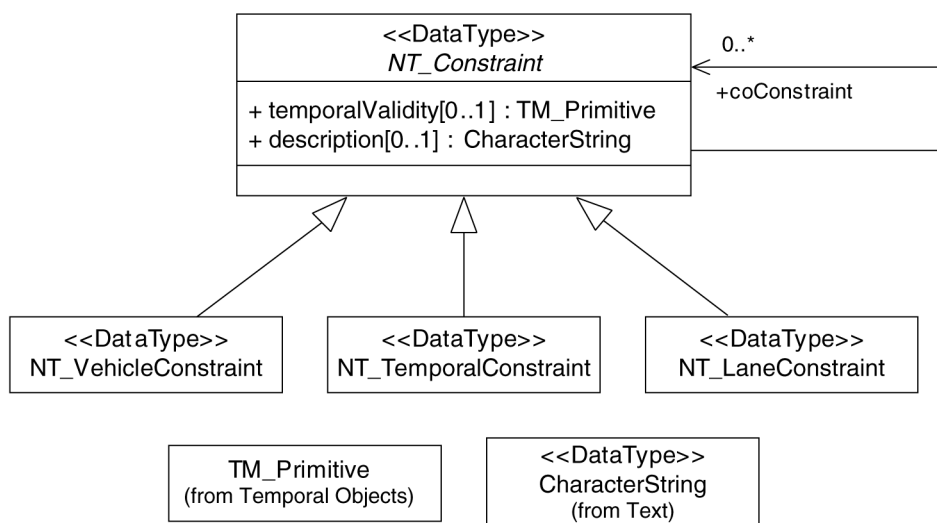 <<DataType>>
NT_Constraint
+ temporalValidity[0..1] : TM_Primitive
+ description[0..1] : CharacterString
0..*
+coConstraint
<<DataType>>
NT_VehicleConstraint
<<DataType>>
NT_TemporalConstraint
<<DataType>>
NT_LaneConstraint
TM_Primitive
(from Temporal Objects)
<<DataType>>
CharacterString
(from Text)